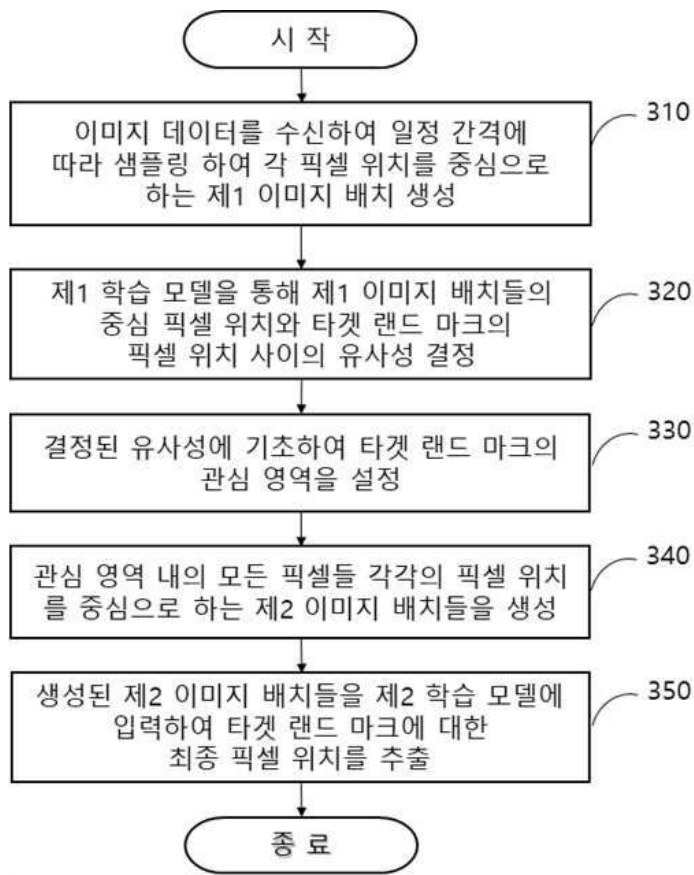 시 작
310
이미지 데이터를 수신하여 일정 간격에
따라 샘플링 하여 각 픽셀 위치를 중심으로
하는 제1 이미지 배치 생성
320
제1 학습 모델을 통해 제1 이미지 배치들의
중심 픽셀 위치와 타겟 랜드 마크의
픽셀 위치 사이의 유사성 결정
330
결정된 유사성에 기초하여 타겟 랜드 마크의
관심 영역을 설정
340
관심 영역 내의 모든 픽셀들 각각의 픽셀 위치
를 중심으로 하는 제2 이미지 배치들을 생성
350
생성된 제2 이미지 배치들을 제2 학습 모델에
입력하여 타겟 랜드 마크에 대한
최종 픽셀 위치를 추출
종 료